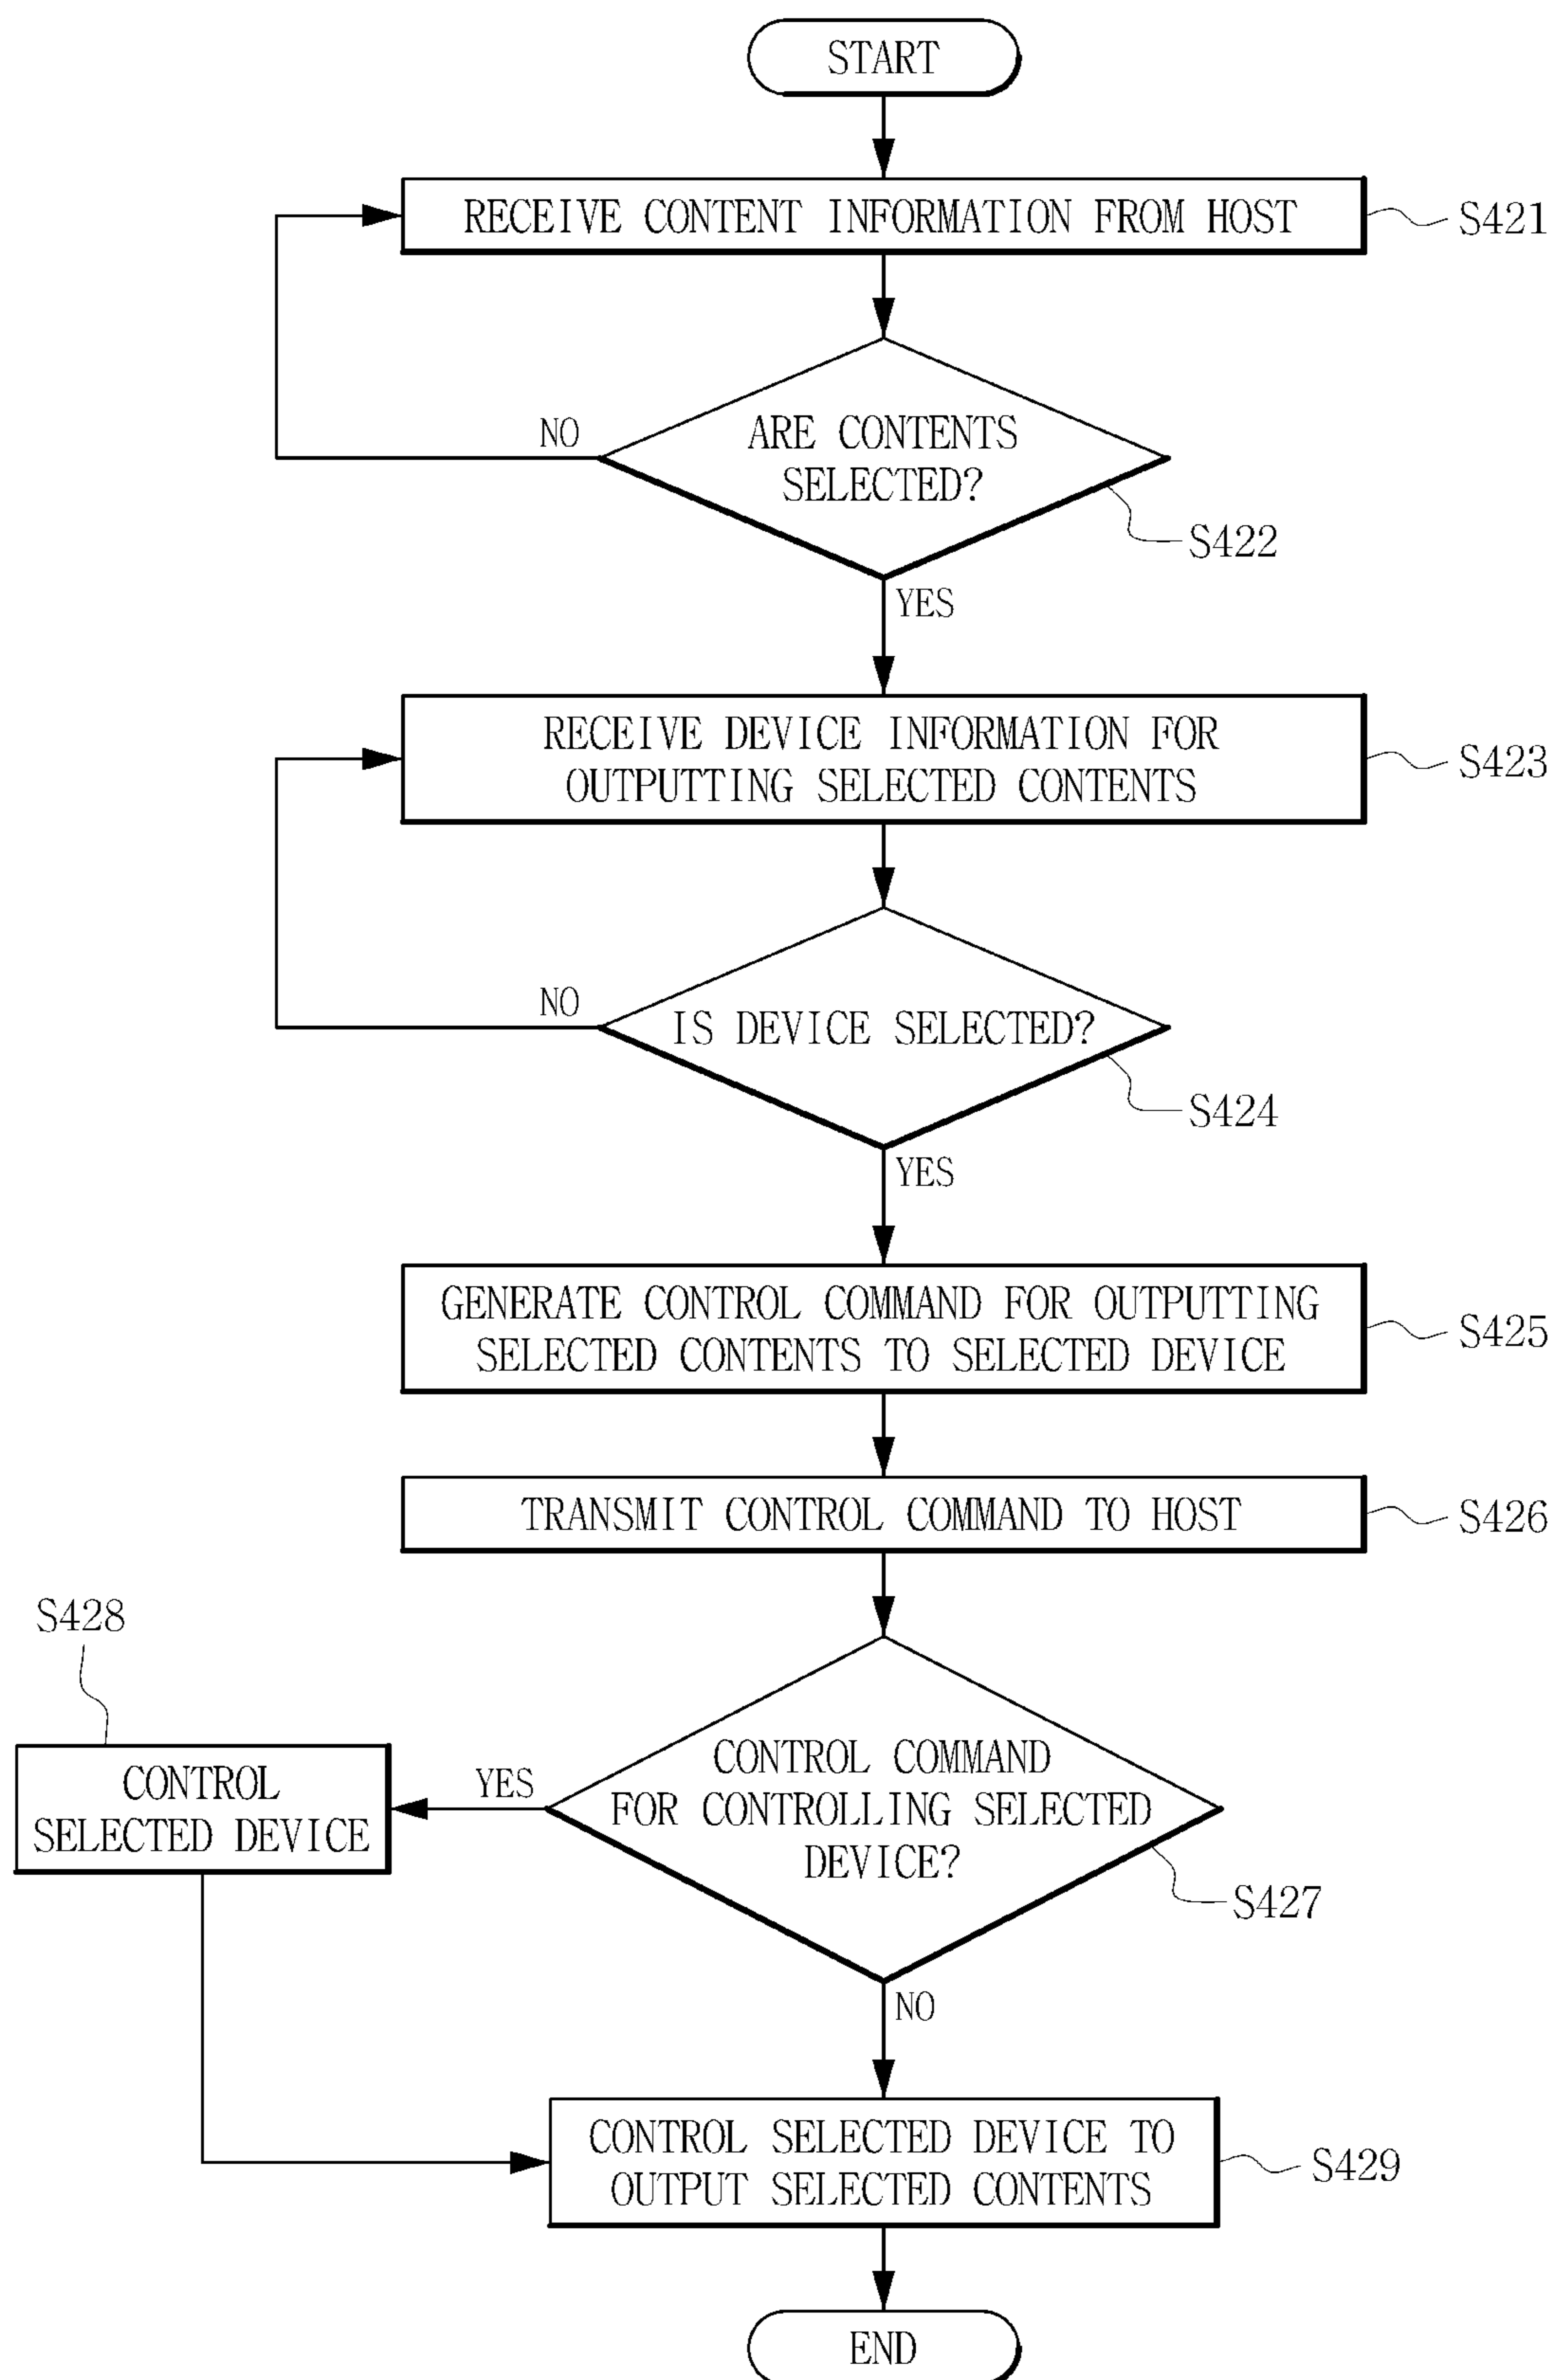 START
RECEIVE CONTENT INFORMATION FROM HOST
S421
ARE CONTENTS
SELECTED?
NO
S422
YES
RECEIVE DEVICE INFORMATION FOR
OUTPUTTING SELECTED CONTENTS
S423
NO
IS DEVICE SELECTED?
S424
YES
GENERATE CONTROL COMMAND FOR OUTPUTTING
SELECTED CONTENTS TO SELECTED DEVICE
S425
TRANSMIT CONTROL COMMAND TO HOST
S426
S428
CONTROL
SELECTED DEVICE
YES
CONTROL COMMAND
FOR CONTROLLING SELECTED
DEVICE?
S427
NO
CONTROL SELECTED DEVICE TO
OUTPUT SELECTED CONTENTS
S429
END